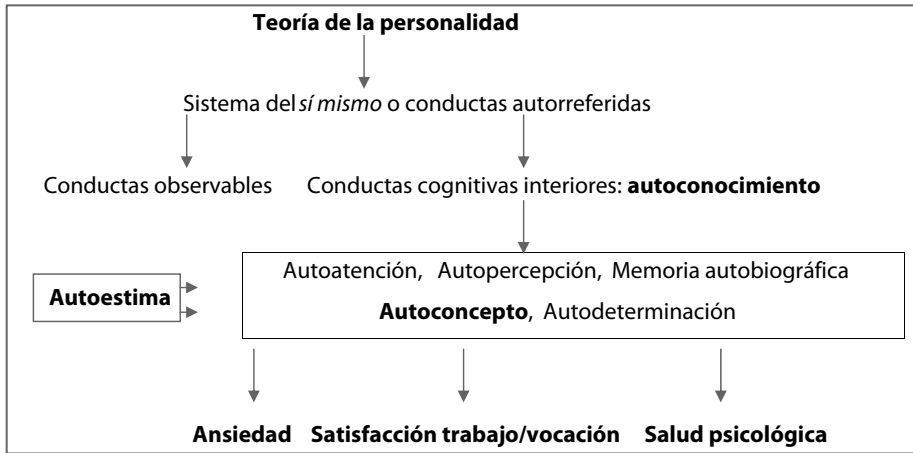 Teoría de la personalidad
Sistema del sí mismo o conductas autorreferidas
Conductas observables
Conductas cognitivas interiores: autoconocimiento
Autoestima
Autoatención, Autopercepción, Memoria autobiográfica
Autoconcepto, Autodeterminación
Ansiedad
Satisfacción trabajo/vocación
Salud psicológica